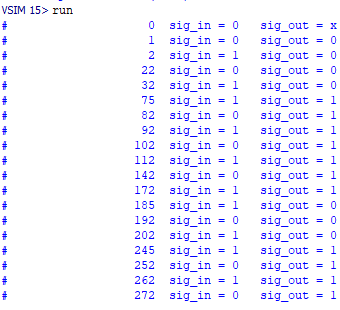 VSIM 15> run
# 0 sig_in = 0 sig_out = x
# 1 sig_in = 0 sig_out = 0
# 2 sig_in = 1 sig_out = 0
# 22 sig_in = 0 sig_out = 0
# 32 sig_in = 1 sig_out = 0
# 75 sig_in = 1 sig_out = 1
# 82 sig_in = 0 sig_out = 1
# 92 sig_in = 1 sig_out = 1
# 102 sig_in = 0 sig_out = 1
# 112 sig_in = 1 sig_out = 1
# 142 sig_in = 0 sig_out = 1
# 172 sig_in = 1 sig_out = 1
# 185 sig_in = 1 sig_out = 0
# 192 sig_in = 0 sig_out = 0
# 202 sig_in = 1 sig_out = 0
# 245 sig_in = 1 sig_out = 1
# 252 sig_in = 0 sig_out = 1
# 262 sig_in = 1 sig_out = 1
# 272 sig_in = 0 sig_out = 1